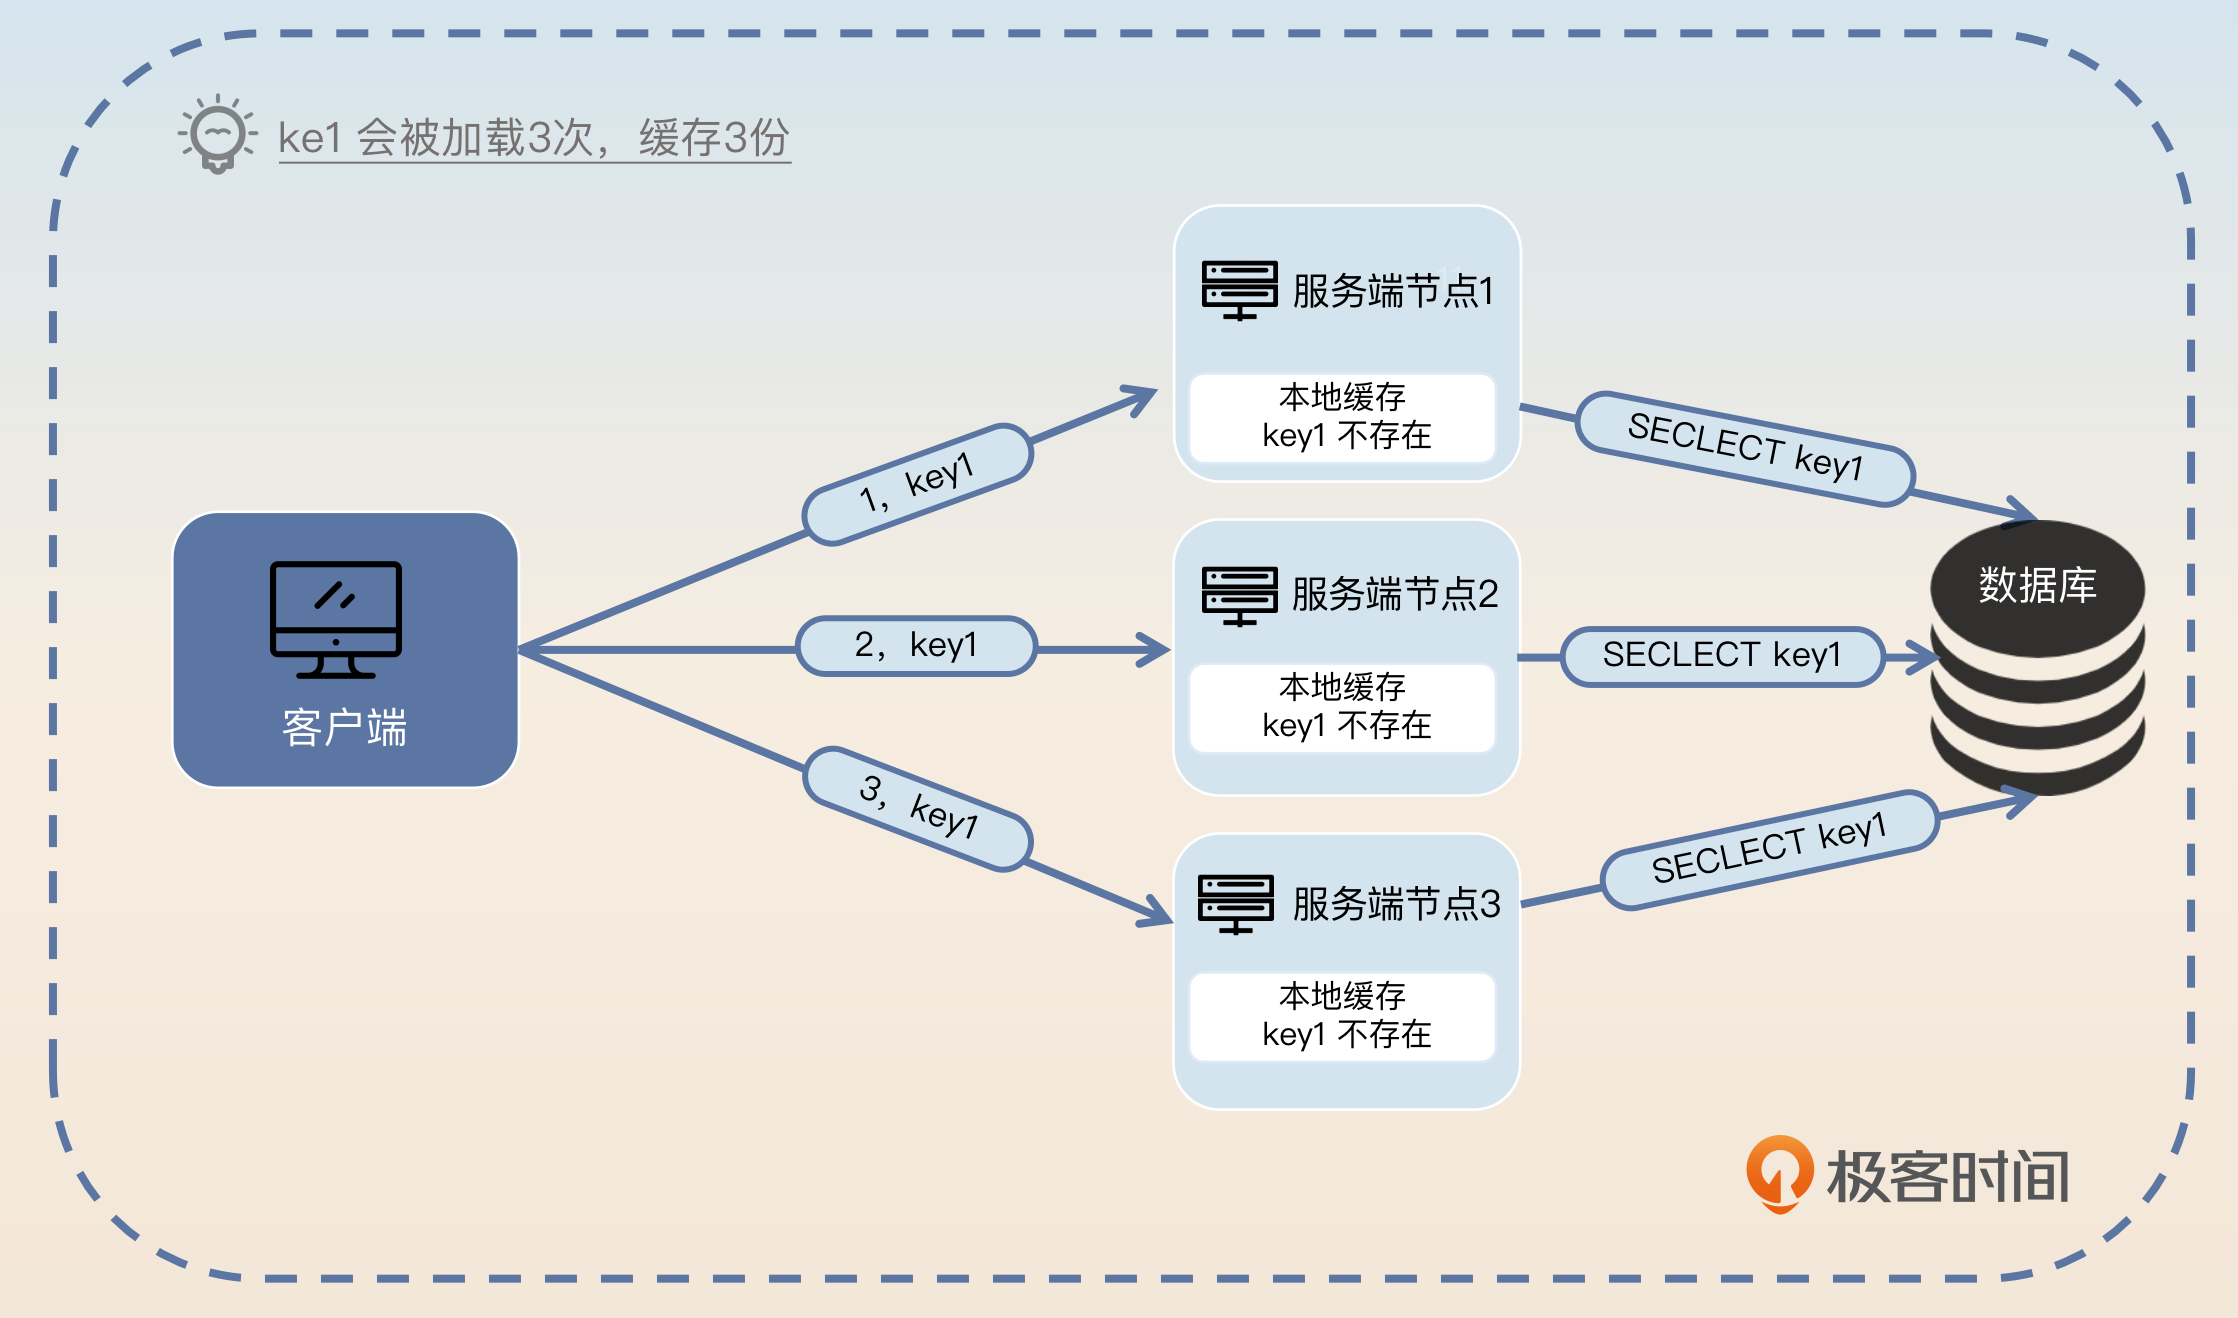 ke1 会被加载3次，缓存3份
服务端节点1
本地缓存
key1 不存在
1，key1
SECLECT key1
客户端
2，key1
服务端节点2
本地缓存
key1 不存在
SECLECT key1
数据库
3，key1
服务端节点3
本地缓存
key1 不存在
SECLECT key1
极客时间